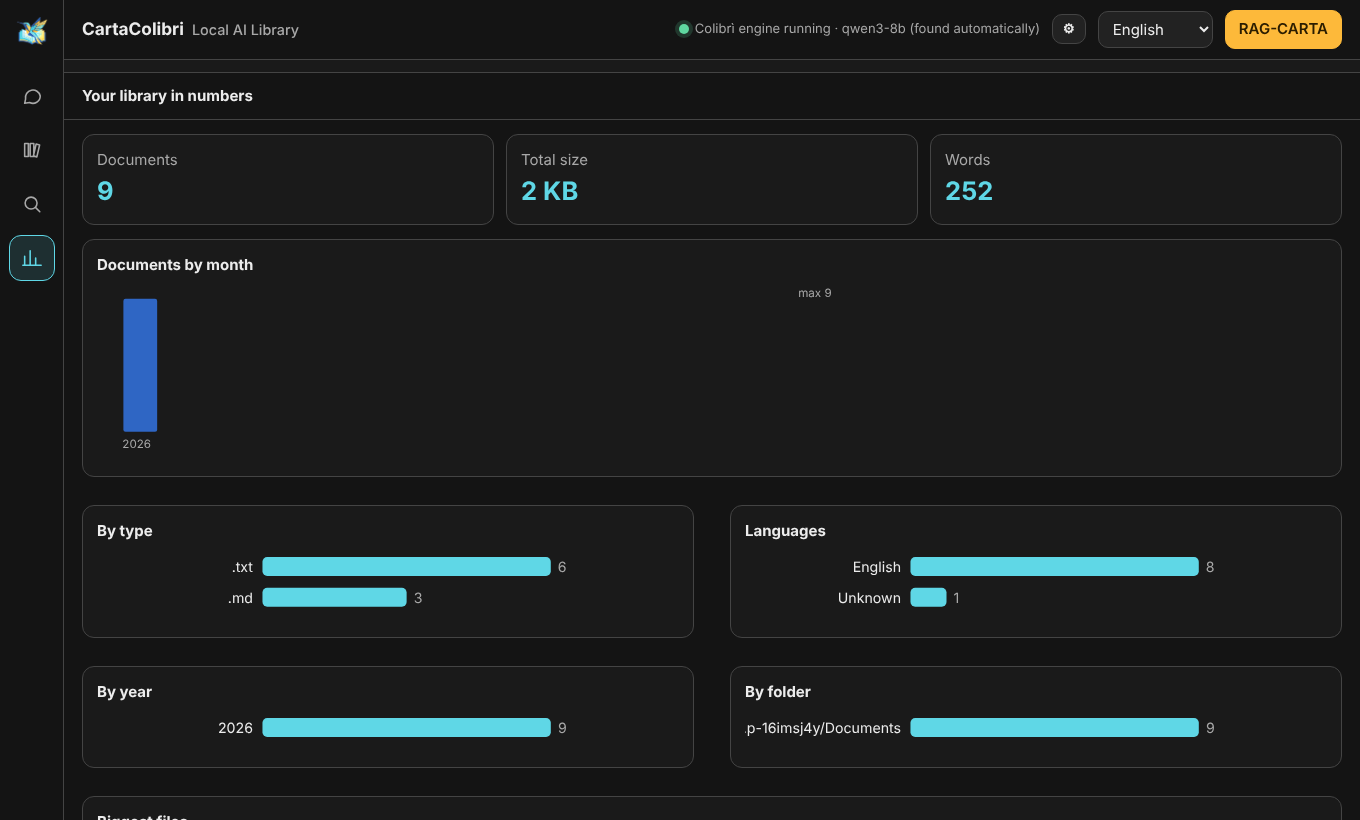 CartaColibri Local AI Library
Colibrì engine running · qwen3-8b (found automatically)
English
RAG-CARTA
Your library in numbers
Documents
9
Total size
2 KB
Words
252
Documents by month
max 9
2026
By type
.txt 6
.md 3
Languages
English 8
Unknown 1
By year
2026 9
By folder
.p-16imsj4y/Documents 9
Biggest files